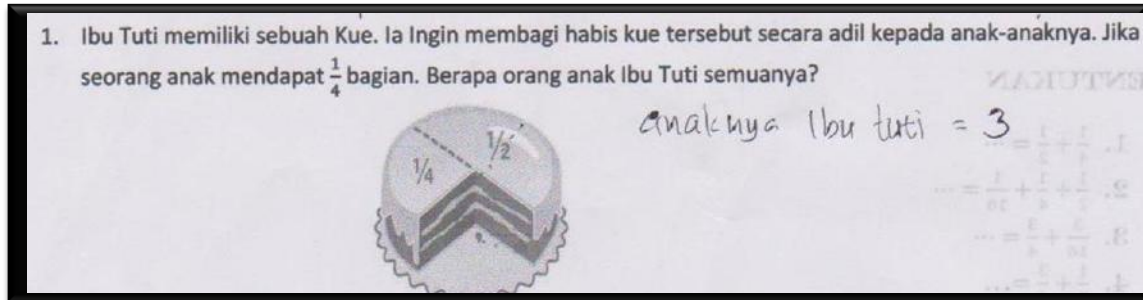 1. Ibu Tuti memiliki sebuah Kue. Ia Ingin membagi habis kue tersebut secara adil kepada anak-anaknya. Jika
seorang anak mendapat 1/4 bagian. Berapa orang anak Ibu Tuti semuanya?
anaknya Ibu tuti = 3
1/2
1/4